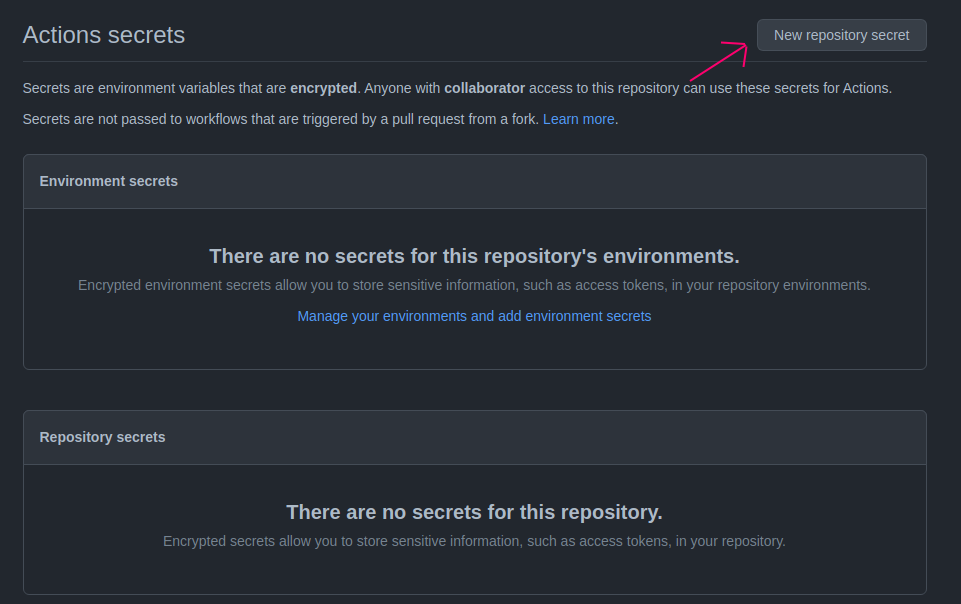 Actions secrets
New repository secret
Secrets are environment variables that are encrypted. Anyone with collaborator access to this repository can use these secrets for Actions.
Secrets are not passed to workflows that are triggered by a pull request from a fork. Learn more.
Environment secrets
There are no secrets for this repository's environments.
Encrypted environment secrets allow you to store sensitive information, such as access tokens, in your repository environments.
Manage your environments and add environment secrets
Repository secrets
There are no secrets for this repository.
Encrypted secrets allow you to store sensitive information, such as access tokens, in your repository.